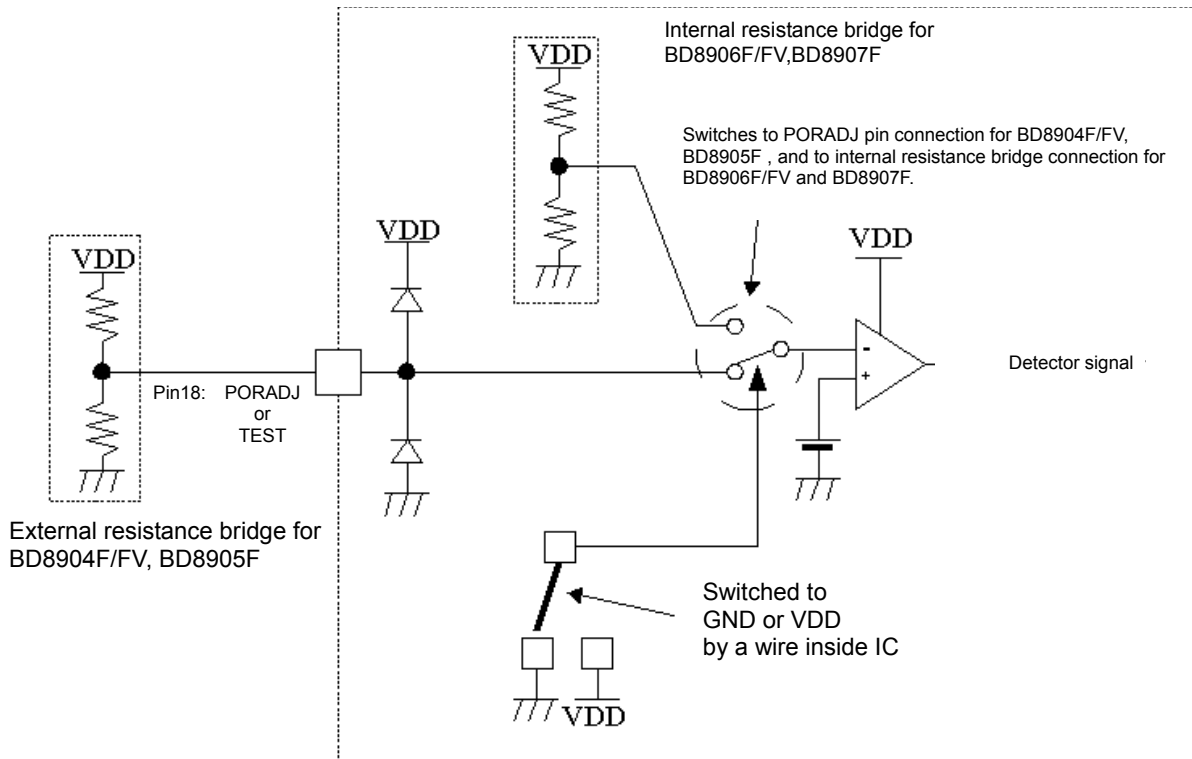 Internal resistance bridge for
BD8906F/FV,BD8907F
VDD
Switches to PORADJ pin connection for BD8904F/FV,
BD8905F , and to internal resistance bridge connection for
BD8906F/FV and BD8907F.
VDD
VDD
VDD
-
+
Detector signal
Pin18: PORADJ
or
TEST
External resistance bridge for
BD8904F/FV, BD8905F
Switched to
GND or VDD
by a wire inside IC
VDD